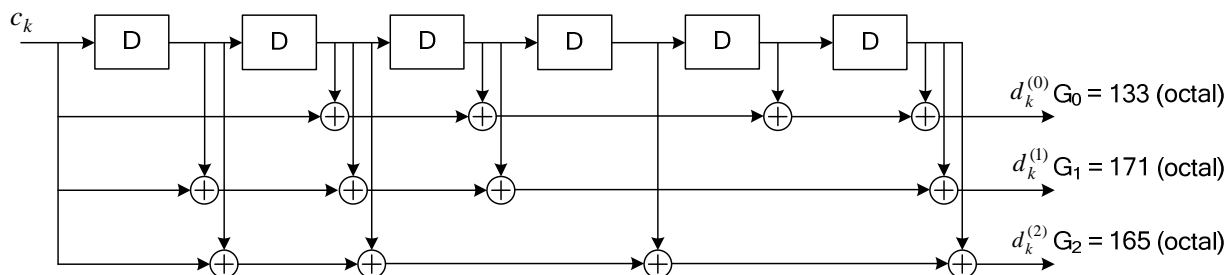 c_k
D D D D D D
d_k^(0) G₀ = 133 (octal)
d_k^(1) G₁ = 171 (octal)
d_k^(2) G₂ = 165 (octal)